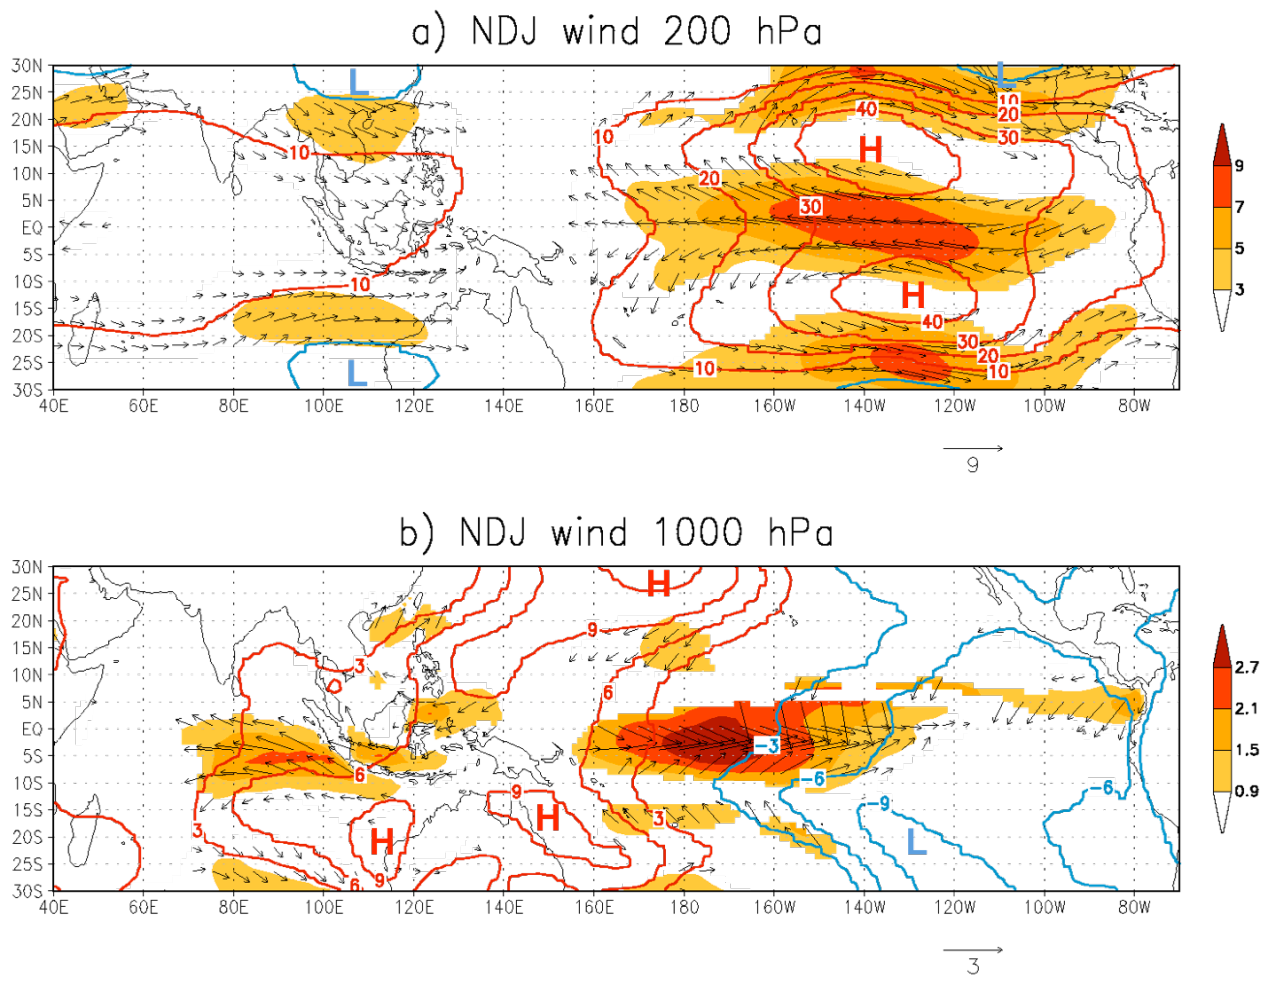 a) NDJ wind 200 hPa
30N
25N
20N
15N
10N
5N
EQ
5S
10S
15S
20S
25S
30S
40E 60E 80E 100E 120E 140E 160E 180 160W 140W 120W 100W 80W
L
L
L
H
H
10
10
10
10
10
10
20
20
20
30
30
30
40
40
9
7
5
3
9
b) NDJ wind 1000 hPa
30N
25N
20N
15N
10N
5N
EQ
5S
10S
15S
20S
25S
30S
40E 60E 80E 100E 120E 140E 160E 180 160W 140W 120W 100W 80W
H
H
H
L
9
3
6
6
9
3
3
6
9
-3
-6
-9
-6
2.7
2.1
1.5
0.9
3